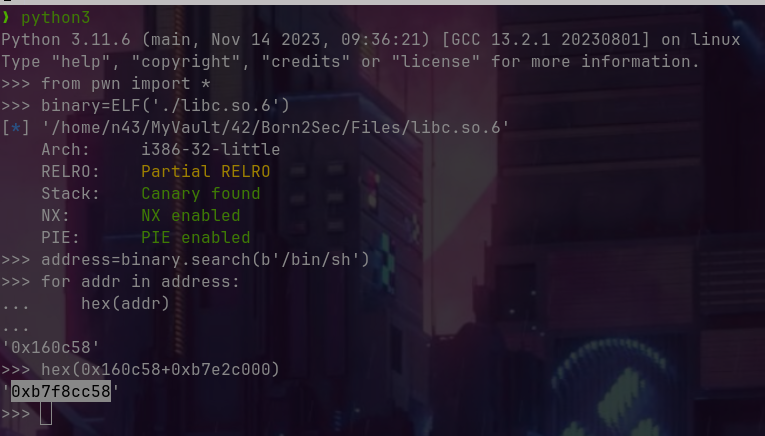 ❯ python3
Python 3.11.6 (main, Nov 14 2023, 09:36:21) [GCC 13.2.1 20230801] on linux
Type "help", "copyright", "credits" or "license" for more information.
>>> from pwn import *
>>> binary=ELF('./libc.so.6')
[*] '/home/n43/MyVault/42/Born2Sec/Files/libc.so.6'
    Arch:     i386-32-little
    RELRO:    Partial RELRO
    Stack:    Canary found
    NX:       NX enabled
    PIE:      PIE enabled
>>> address=binary.search(b'/bin/sh')
>>> for addr in address:
...     hex(addr)
...
'0x160c58'
>>> hex(0x160c58+0xb7e2c000)
'0xb7f8cc58'
>>>